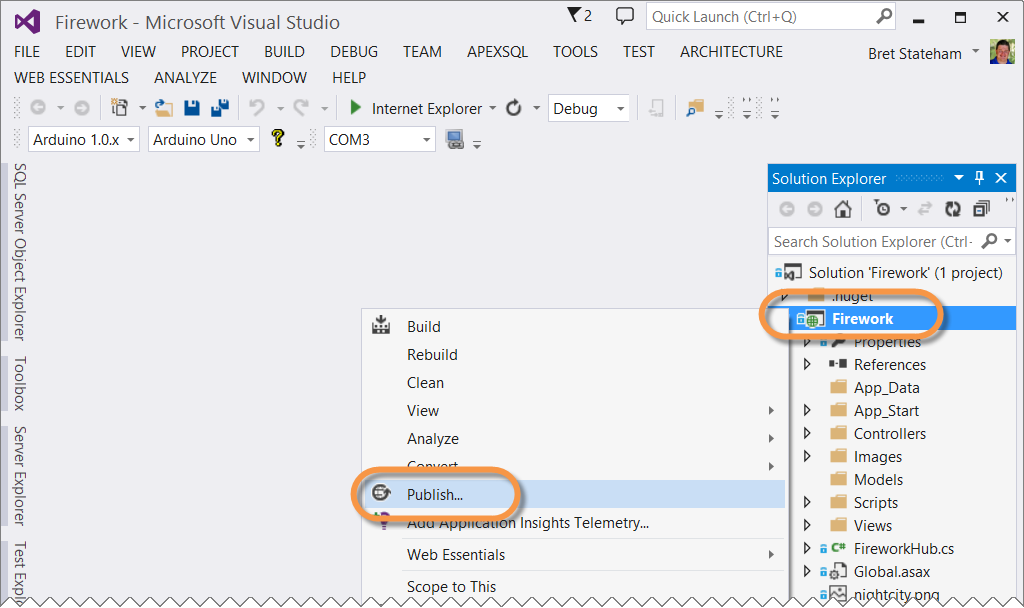 Firework - Microsoft Visual Studio
2
Quick Launch (Ctrl+Q)
FILE EDIT VIEW PROJECT BUILD DEBUG TEAM APEXSQL TOOLS TEST ARCHITECTURE
Bret Stateham
WEB ESSENTIALS ANALYZE WINDOW HELP
Internet Explorer
Debug
Arduino 1.0.x
Arduino Uno
COM3
SQL Server Object Explorer
Toolbox
Server Explorer
Test Explo
Build
Rebuild
Clean
View
Analyze
Convert
Publish...
Add Application Insights Telemetry...
Web Essentials
Scope to This
Solution Explorer
Search Solution Explorer (Ctrl-
Solution 'Firework' (1 project)
.nuget
Firework
Properties
References
App_Data
App_Start
Controllers
Images
Models
Scripts
Views
C# FireworkHub.cs
Global.asax
nightcity.png